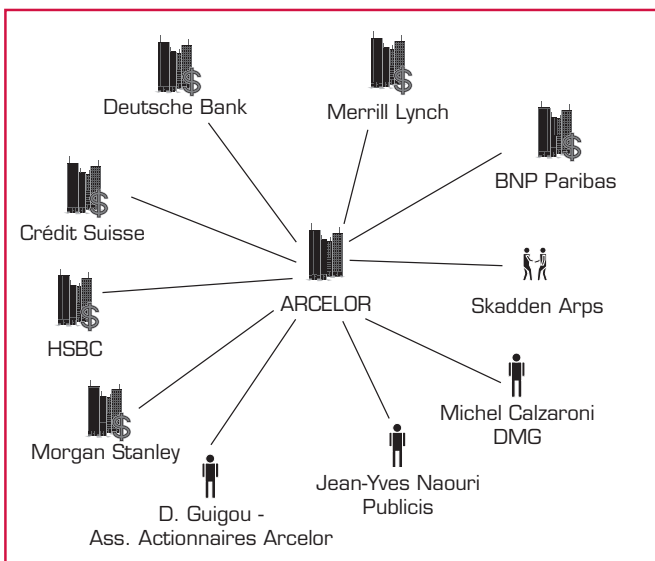 Deutsche Bank
Merrill Lynch
BNP Paribas
Crédit Suisse
ARCELOR
Skadden Arps
HSBC
Michel Calzaroni
DMG
Morgan Stanley
Jean-Yves Naouri
Publicis
D. Guigou -
Ass. Actionnaires Arcelor